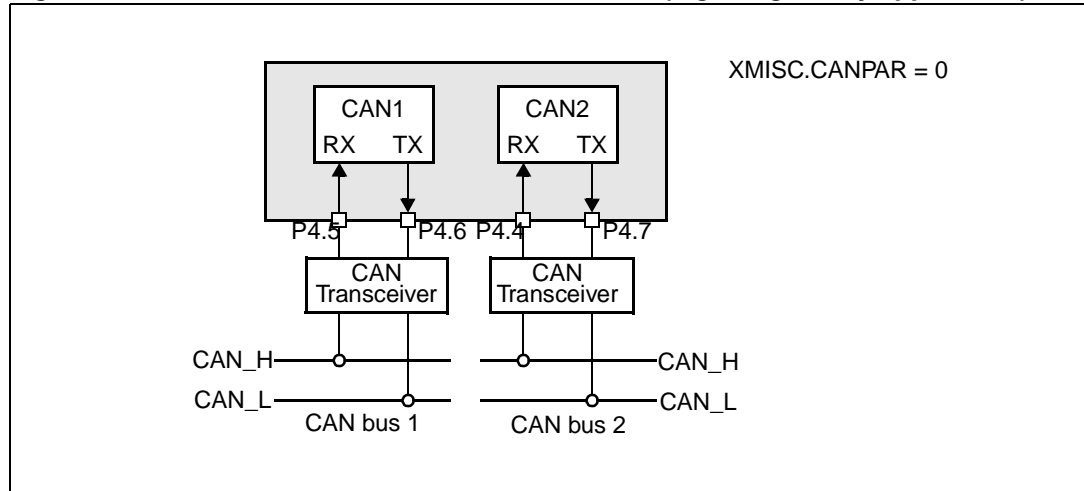 XMISC.CANPAR = 0
CAN1
RX TX
CAN2
RX TX
P4.5
P4.6
P4.4
P4.7
CAN
Transceiver
CAN
Transceiver
CAN_H
CAN_H
CAN_L
CAN_L
CAN bus 1
CAN bus 2